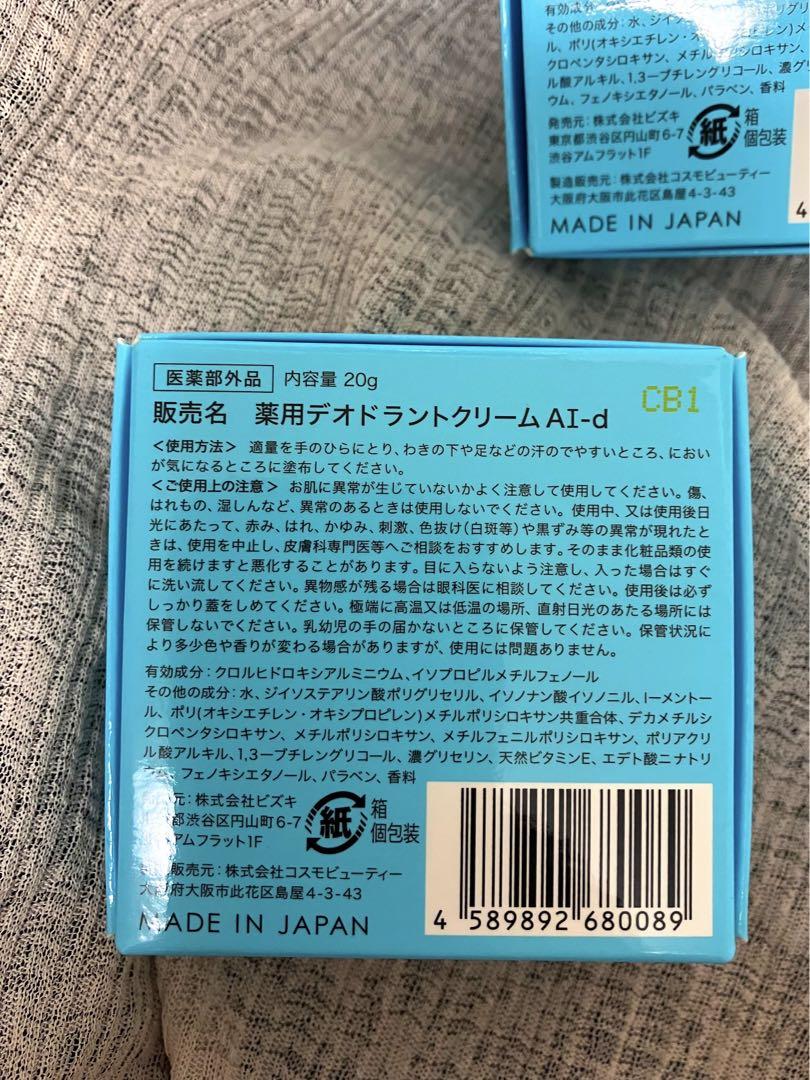 その他の成分：水、
ル、ポリ(オキシエチレン・
クロペンタシロキサン、メチル
ル酸アルキル、1,3ーブチレングリコール、濃グ
ウム、フェノキシエタノール、パラベン、香料
発売元：株式会社ビズキ
東京都渋谷区円山町6-7
渋谷アムフラット1F
紙
箱
個包装
製造販売元：株式会社コスモビューティー
大阪府大阪市此花区島屋4-3-43
MADE IN JAPAN
4
医薬部外品 内容量 20g
CB1
販売名 薬用デオドラントクリーム AI-d
＜使用方法＞ 適量を手のひらにとり、わきの下や足などの汗のでやすいところ、におい
が気になるところに塗布してください。
＜ご使用上の注意＞ お肌に異常が生じていないかよく注意して使用してください。傷、
はれもの、湿しんなど、異常のあるときは使用しないでください。使用中、又は使用後日
光にあたって、赤み、はれ、かゆみ、刺激、色抜け(白斑等)や黒ずみ等の異常が現れたと
きは、使用を中止し、皮膚科専門医等へご相談をおすすめします。そのまま化粧品類の使
用を続けますと悪化することがあります。目に入らないよう注意し、入った場合はすぐ
に洗い流してください。異物感が残る場合は眼科医に相談してください。使用後は必ず
しっかり蓋をしめてください。極端に高温又は低温の場所、直射日光のあたる場所には
保管しないでください。乳幼児の手の届かないところに保管してください。保管状況に
より多少色や香りが変わる場合がありますが、使用には問題ありません。
有効成分：クロルヒドロキシアルミニウム、イソプロピルメチルフェノール
その他の成分：水、ジイソステアリン酸ポリグリセリル、イソノナン酸イソノニル、l−メントー
ル、ポリ(オキシエチレン・オキシプロピレン)メチルポリシロキサン共重合体、デカメチルシ
クロペンタシロキサン、メチルポリシロキサン、メチルフェニルポリシロキサン、ポリアクリ
ル酸アルキル、1,3ーブチレングリコール、濃グリセリン、天然ビタミンE、エデト酸ニナトリ
ム、フェノキシエタノール、パラベン、香料
元：株式会社ビズキ
都渋谷区円山町6-7
アムフラット1F
紙
箱
個包装
販売元：株式会社コスモビューティー
大阪府大阪市此花区島屋4-3-43
MADE IN JAPAN
4 589892 680089